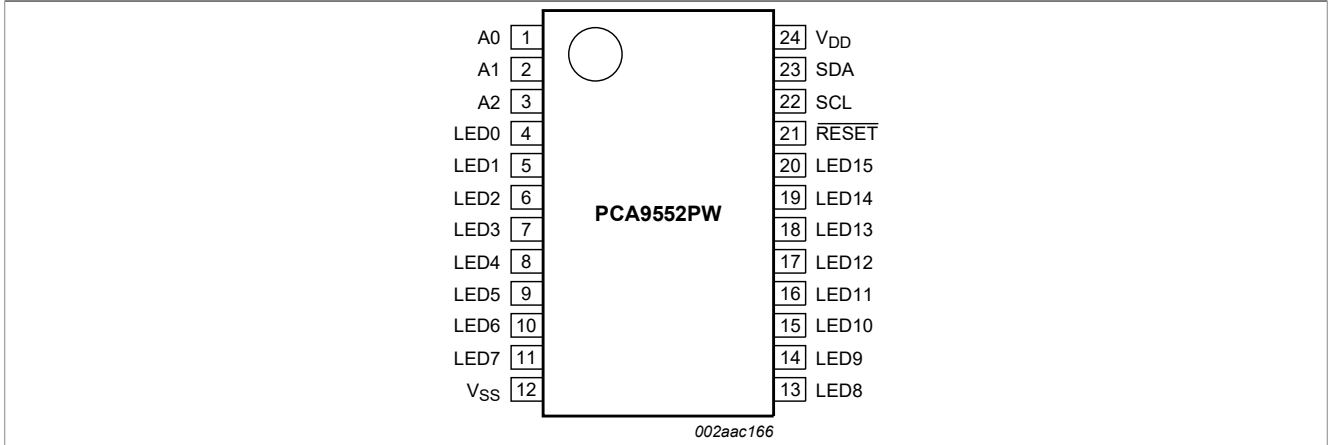 A0 1 24 VDD
A1 2 23 SDA
A2 3 22 SCL
LED0 4 21 RESET
LED1 5 20 LED15
LED2 6 19 LED14
PCA9552PW
LED3 7 18 LED13
LED4 8 17 LED12
LED5 9 16 LED11
LED6 10 15 LED10
LED7 11 14 LED9
VSS 12 13 LED8
002aac166